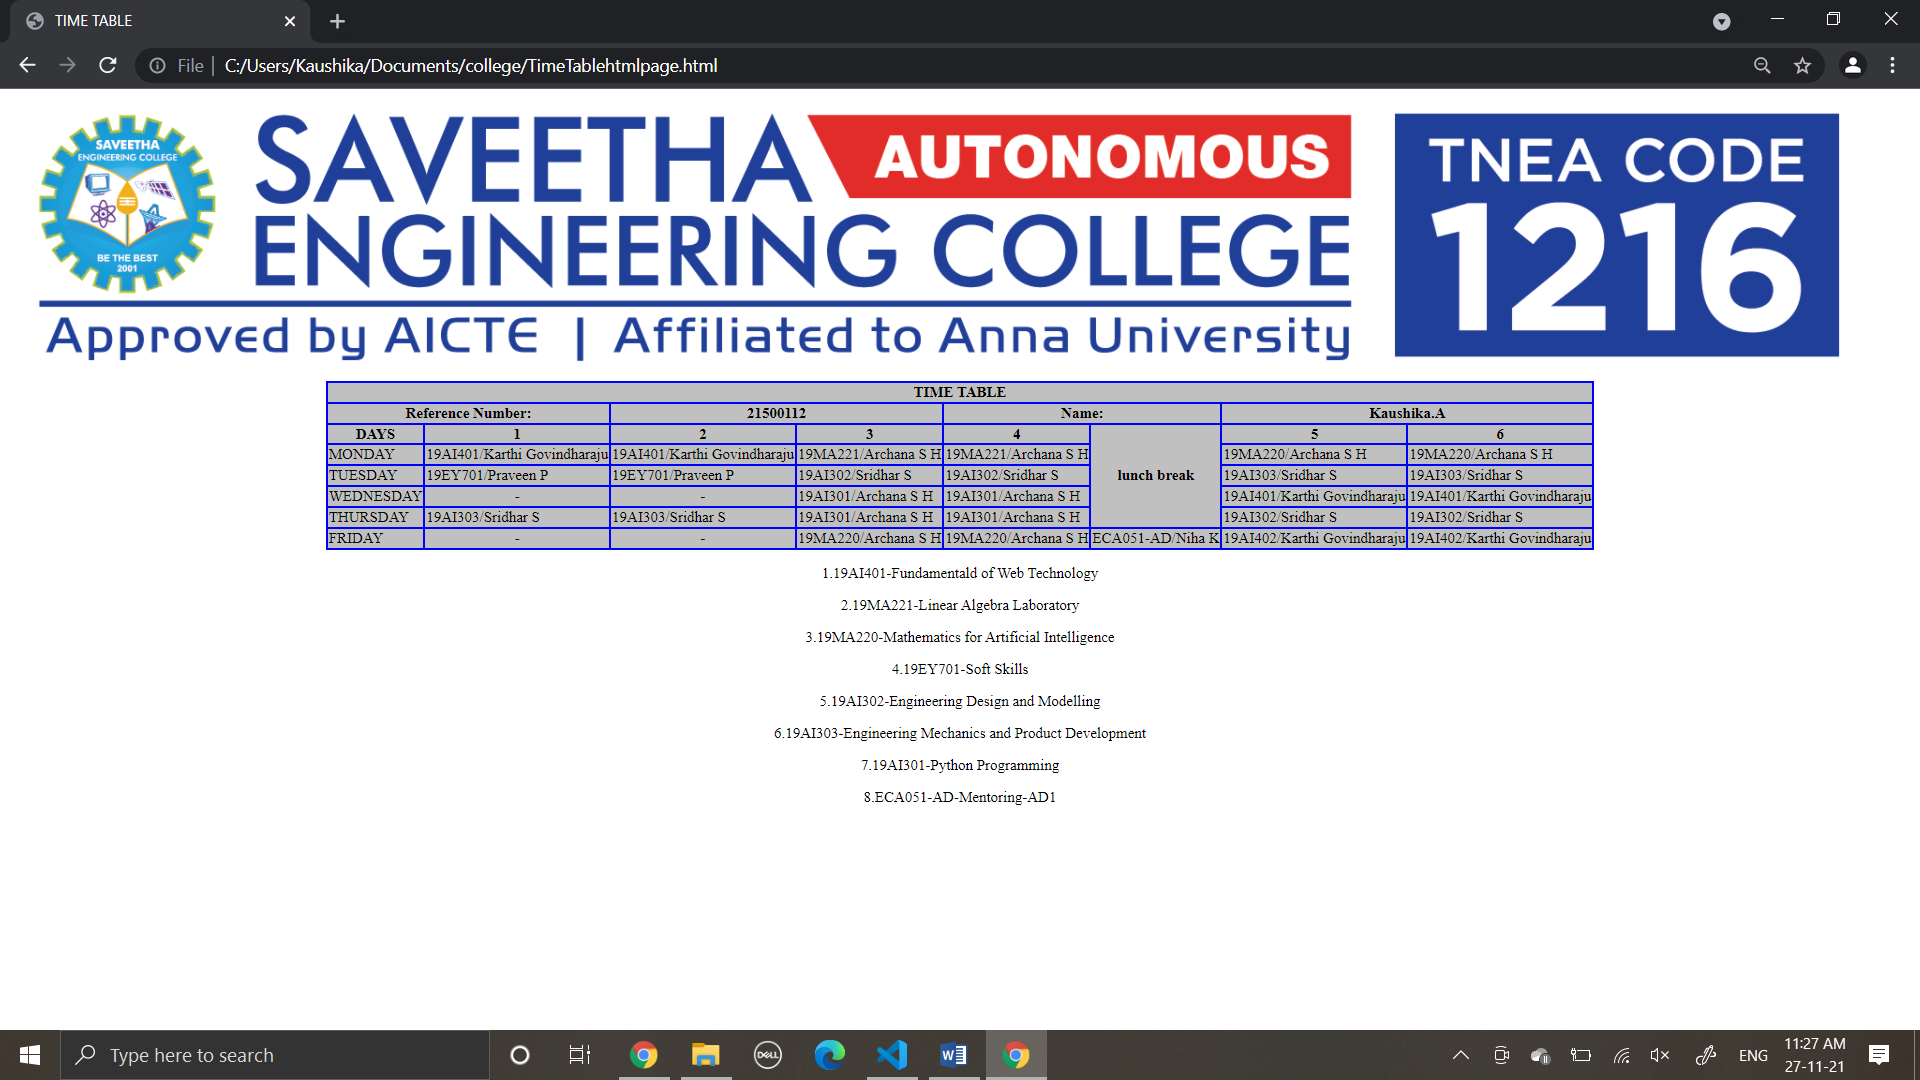 TIME TABLE
File | C:/Users/Kaushika/Documents/college/TimeTablehtmlpage.html
SAVEETHA
ENGINEERING COLLEGE
BE THE BEST
2001
SAVEETHA AUTONOMOUS
ENGINEERING COLLEGE
Approved by AICTE | Affiliated to Anna University
TNEA CODE
1216
TIME TABLE
Reference Number: 21500112 Name: Kaushika.A
DAYS 1 2 3 4 lunch break 5 6
MONDAY 19AI401/Karthi Govindharaju 19AI401/Karthi Govindharaju 19MA221/Archana S H 19MA221/Archana S H 19MA220/Archana S H 19MA220/Archana S H
TUESDAY 19EY701/Praveen P 19EY701/Praveen P 19AI302/Sridhar S 19AI302/Sridhar S 19AI303/Sridhar S 19AI303/Sridhar S
WEDNESDAY - - 19AI301/Archana S H 19AI301/Archana S H 19AI401/Karthi Govindharaju 19AI401/Karthi Govindharaju
THURSDAY 19AI303/Sridhar S 19AI303/Sridhar S 19AI301/Archana S H 19AI301/Archana S H 19AI302/Sridhar S 19AI302/Sridhar S
FRIDAY - - 19MA220/Archana S H 19MA220/Archana S H ECA051-AD/Niha K 19AI402/Karthi Govindharaju 19AI402/Karthi Govindharaju
1.19AI401-Fundamentald of Web Technology
2.19MA221-Linear Algebra Laboratory
3.19MA220-Mathematics for Artificial Intelligence
4.19EY701-Soft Skills
5.19AI302-Engineering Design and Modelling
6.19AI303-Engineering Mechanics and Product Development
7.19AI301-Python Programming
8.ECA051-AD-Mentoring-AD1
Type here to search
DELL
W
ENG
11:27 AM
27-11-21